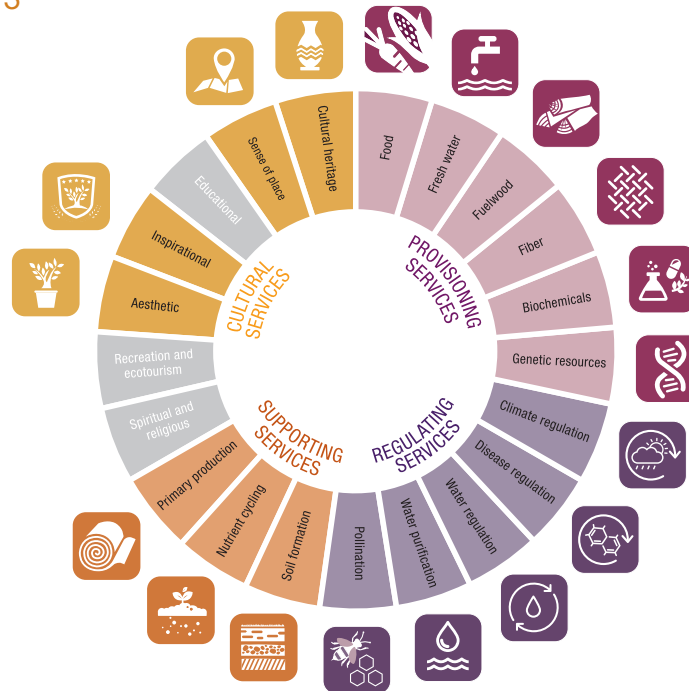 S
Cultural heritage
Sense of place
Educational
Inspirational
Aesthetic
Recreation and
ecotourism
Spiritual and
religious
CULTURAL
SERVICES
Food
Fresh water
Fuelwood
Fiber
Biochemicals
Genetic resources
PROVISIONING
SERVICES
Climate regulation
Disease regulation
Water regulation
Water purification
Pollination
REGULATING
SERVICES
Soil formation
Nutrient cycling
Primary production
SUPPORTING
SERVICES